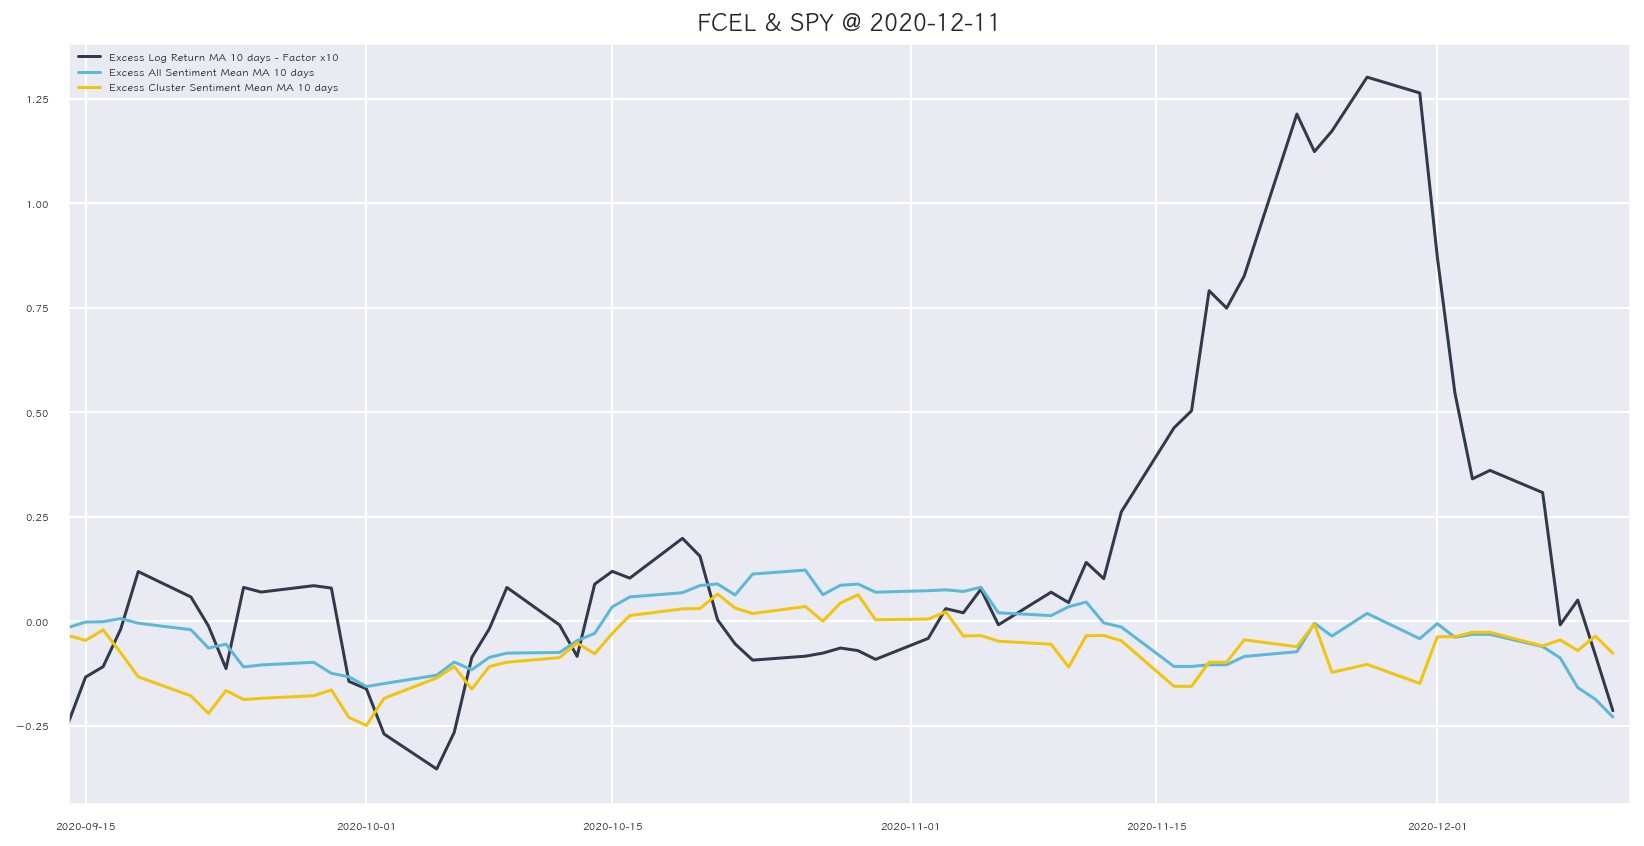 FCEL & SPY @ 2020-12-11
Excess Log Return MA 10 days - Factor x10
Excess All Sentiment Mean MA 10 days
Excess Cluster Sentiment Mean MA 10 days
1.25
1.00
0.75
0.50
0.25
0.00
−0.25
2020-09-15 2020-10-01 2020-10-15 2020-11-01 2020-11-15 2020-12-01